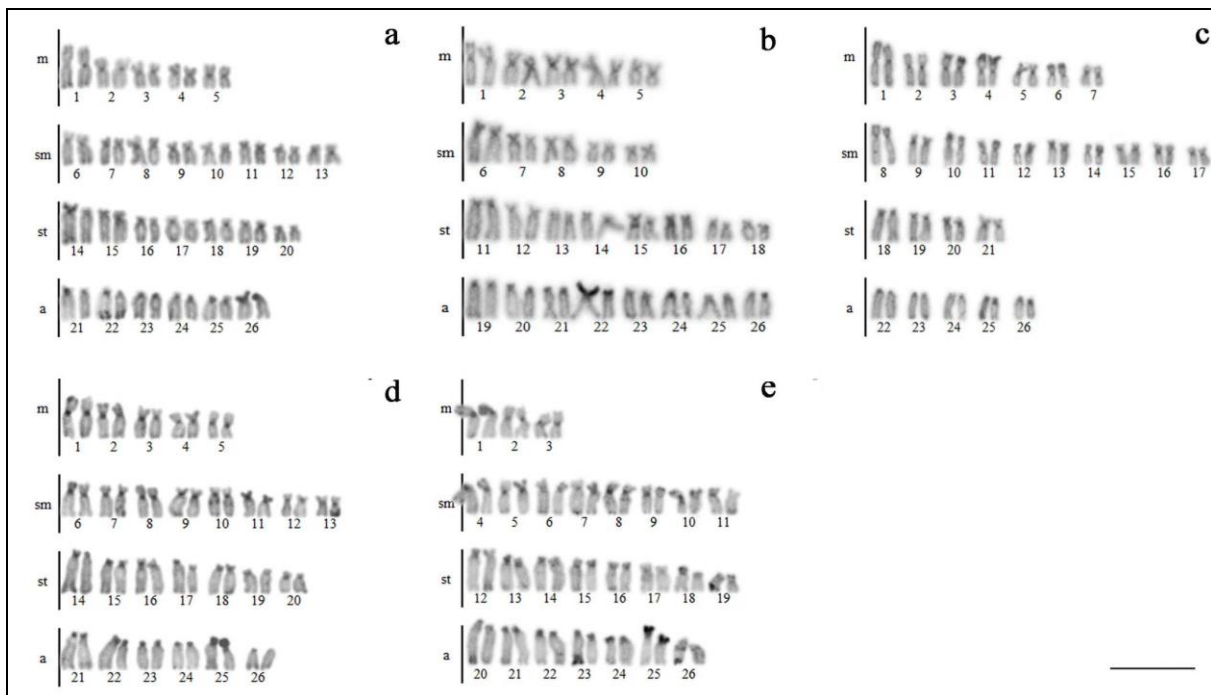 a
m
1 2 3 4 5
sm
6 7 8 9 10 11 12 13
st
14 15 16 17 18 19 20
a
21 22 23 24 25 26
b
1 2 3 4 5
6 7 8 9 10
11 12 13 14 15 16 17 18
19 20 21 22 23 24 25 26
m
sm
st
a
c
m
1 2 3 4 5 6 7
sm
8 9 10 11 12 13 14 15 16 17
st
18 19 20 21
a
22 23 24 25 26
d
m
1 2 3 4 5
sm
6 7 8 9 10 11 12 13
st
14 15 16 17 18 19 20
a
21 22 23 24 25 26
e
m
1 2 3
sm
4 5 6 7 8 9 10 11
st
12 13 14 15 16 17 18 19
a
20 21 22 23 24 25 26